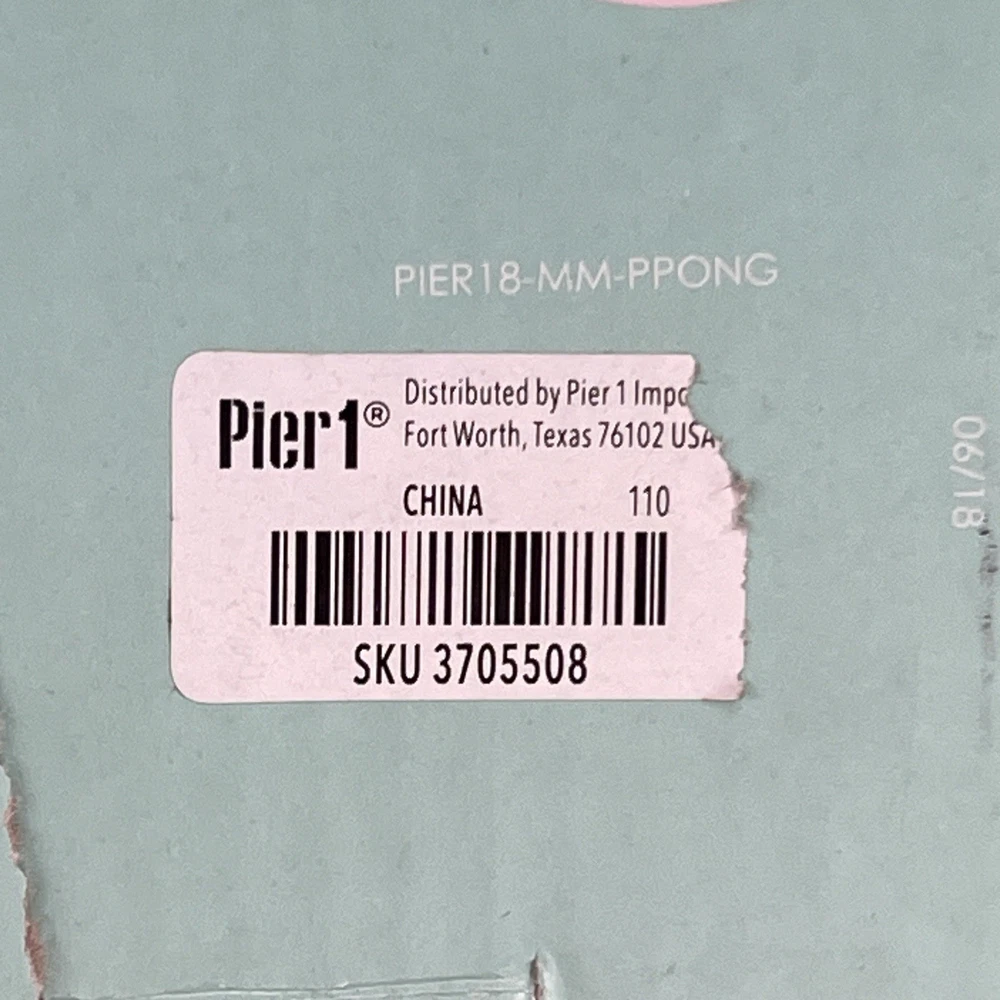 PIER18-MM-PPONG
Pier1®
Distributed by Pier 1
Fort Worth, Texas 76102 USA
CHINA 110
SKU 3705508
06/18